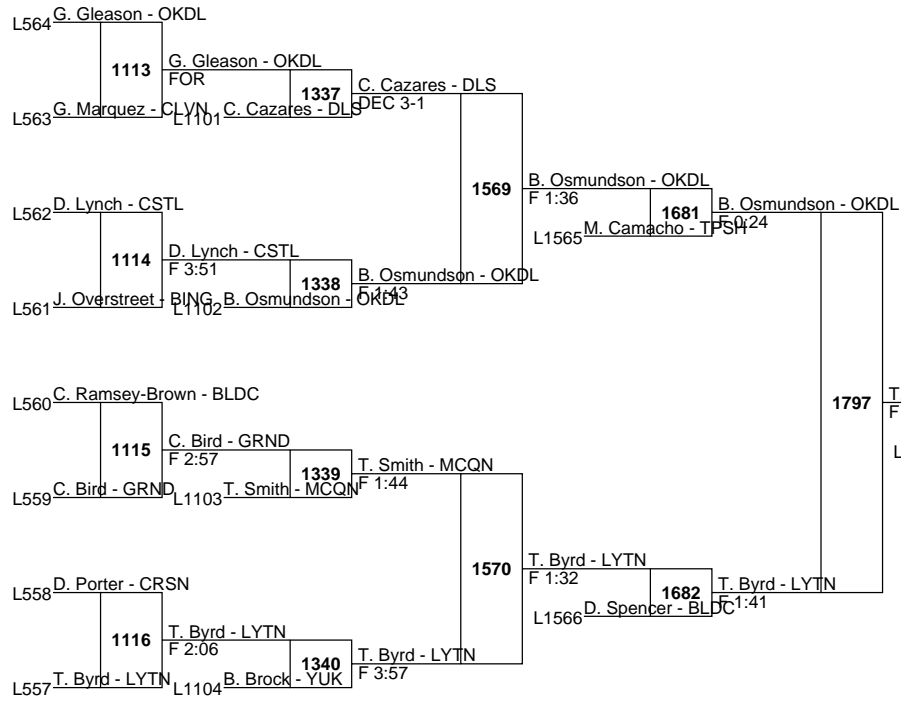 L564 G. Gleason - OKDL
1113
G. Gleason - OKDL
FOR
1337
C. Cazares - DLS
DEC 3-1
L563 G. Marquez - CLVN
L1101 C. Cazares - DLS
1569
B. Osmundson - OKDL
F 1:36
1681
B. Osmundson - OKDL
F 0:24
L1565 M. Camacho - TPSH
L562 D. Lynch - CSTL
1114
D. Lynch - CSTL
F 3:51
1338
B. Osmundson - OKDL
F 1:43
L561 J. Overstreet - BING
L1102 B. Osmundson - OKDL
L560 C. Ramsey-Brown - BLDC
1797
T
F
L
1115
C. Bird - GRND
F 2:57
1339
T. Smith - MCQN
F 1:44
L559 C. Bird - GRND
L1103 T. Smith - MCQN
1570
T. Byrd - LYTN
F 1:32
1682
T. Byrd - LYTN
F 1:41
L1566 D. Spencer - BLDC
L558 D. Porter - CRSN
1116
T. Byrd - LYTN
F 2:06
1340
T. Byrd - LYTN
F 3:57
L557 T. Byrd - LYTN
L1104 B. Brock - YUK